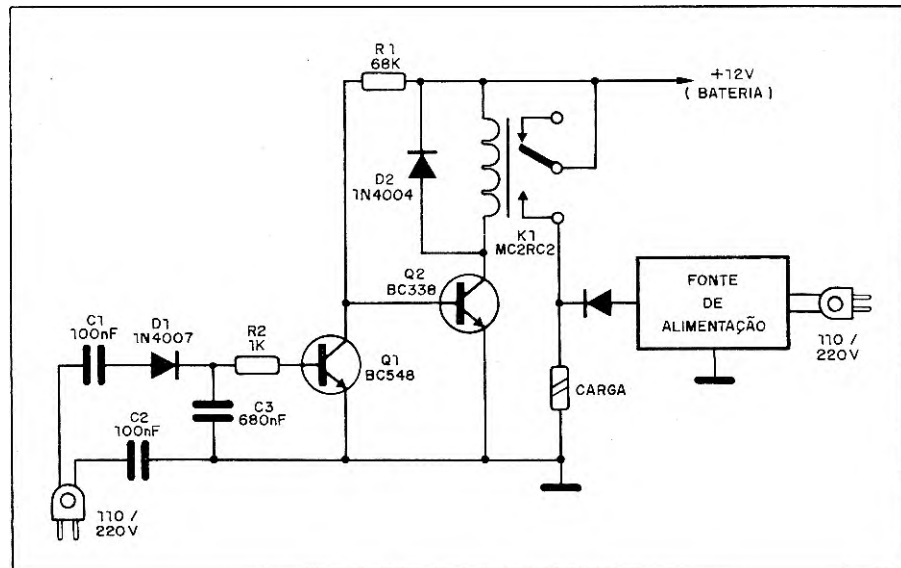 R1
68K
+12V
( BATERIA )
D2
1N4004
K1
MC2RC2
Q2
BC338
FONTE
DE
ALIMENTAÇÃO
110 /
220V
C1
100nF
D1
1N4007
R2
1K
Q1
BC548
C3
680nF
CARGA
C2
100nF
110 /
220V